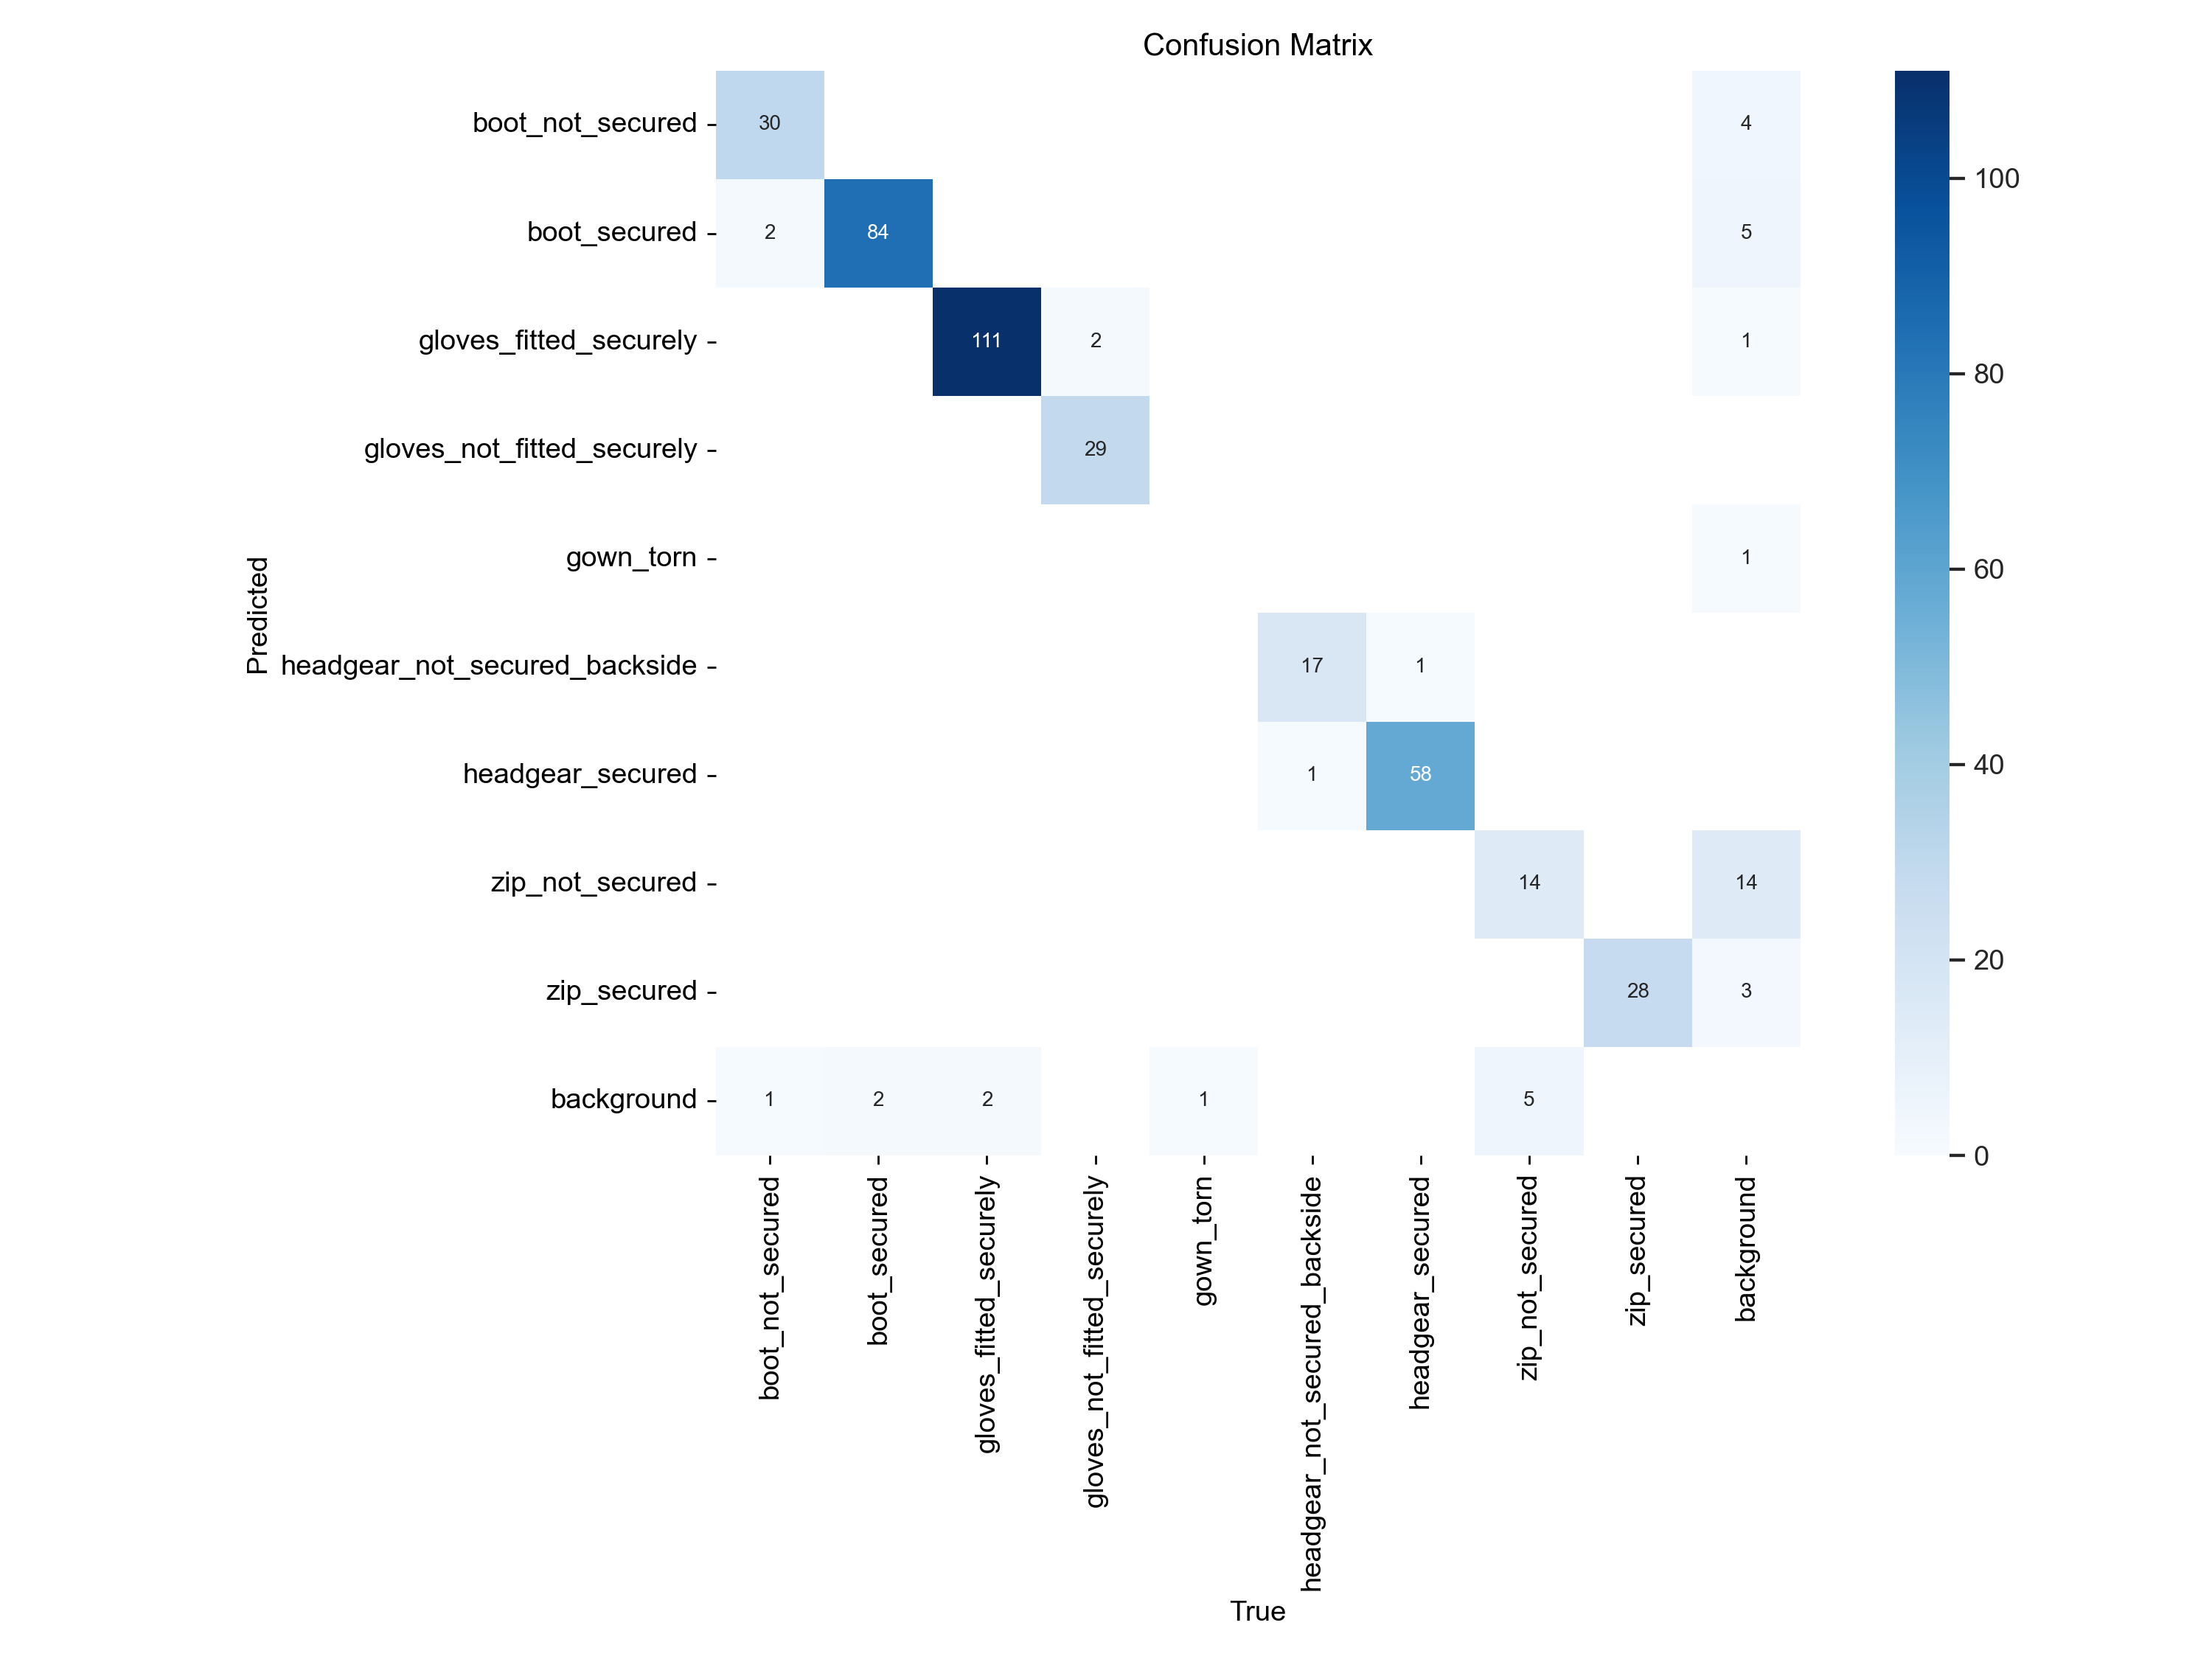 Confusion Matrix
boot_not_secured
30
4
boot_secured
2
84
5
100
gloves_fitted_securely
111
2
1
80
gloves_not_fitted_securely
29
gown_torn
1
60
Predicted
headgear_not_secured_backside
17
1
headgear_secured
1
58
40
zip_not_secured
14
14
20
zip_secured
28
3
background
1
2
2
1
5
0
boot_not_secured
boot_secured
gloves_fitted_securely
gloves_not_fitted_securely
gown_torn
headgear_not_secured_backside
headgear_secured
zip_not_secured
zip_secured
background
True